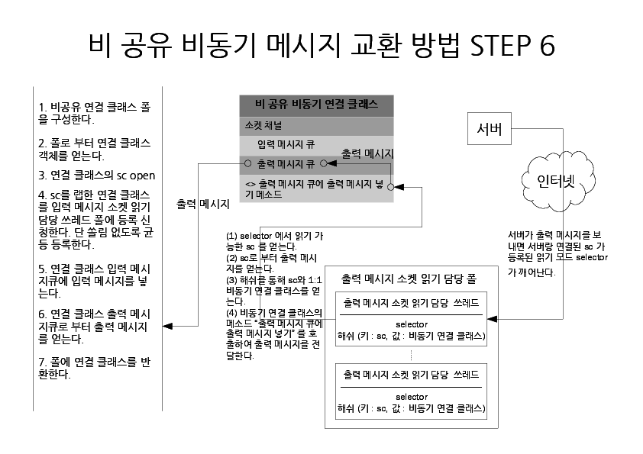 비 공유 비동기 메시지 교환 방법 STEP 6
1. 비공유 연결 클래스 폴
을 구성한다.
2. 폴로 부터 연결 클래스
객체를 얻는다.
3. 연결 클래스의 sc open
4. sc를 랩한 연결 클래스
를 입력 메시지 소켓 읽기
담당 쓰레드 폴에 등록 신
청한다. 단 쏠림 없도록 균
등 등록한다.
5. 연결 클래스 입력 메시
지큐에 입력 메시지를 넣
는다.
6. 연결 클래스 출력 메시
지큐로 부터 출력 메시지
를 얻는다.
7. 폴에 연결 클래스를 반
환한다.
출력 메시지
비 공유 비동기 연결 클래스
소켓 채널
입력 메시지 큐
출력 메시지 큐
출력 메시지
<> 출력 메시지 큐에 출력 메시지 넣
기 메소드
(1) selector 에서 읽기 가
능한 sc 를 얻는다.
(2) sc로 부터 출력 메시
지를 얻는다.
(3) 해쉬를 통해 sc와 1:1
비동기 연결 클래스를 얻
는다.
(4) 비동기 연결 클래스의
메소드 "출력 메시지 큐에
출력 메시지 넣기" 를 호
출하여 출력 메시지을 전
달한다.
출력 메시지 소켓 읽기 담당 폴
출력 메시지 소켓 읽기 담당 쓰레드
selector
해쉬 (키 : sc, 값 : 비동기 연결 클래스)
출력 메시지 소켓 읽기 담당 쓰레드
selector
해쉬 (키 : sc, 값 : 비동기 연결 클래스)
서버
인터넷
서버가 출력 메시지를 보
내면 서버랑 연결된 sc 가
등록된 읽기 모드 selector
가 깨어난다.